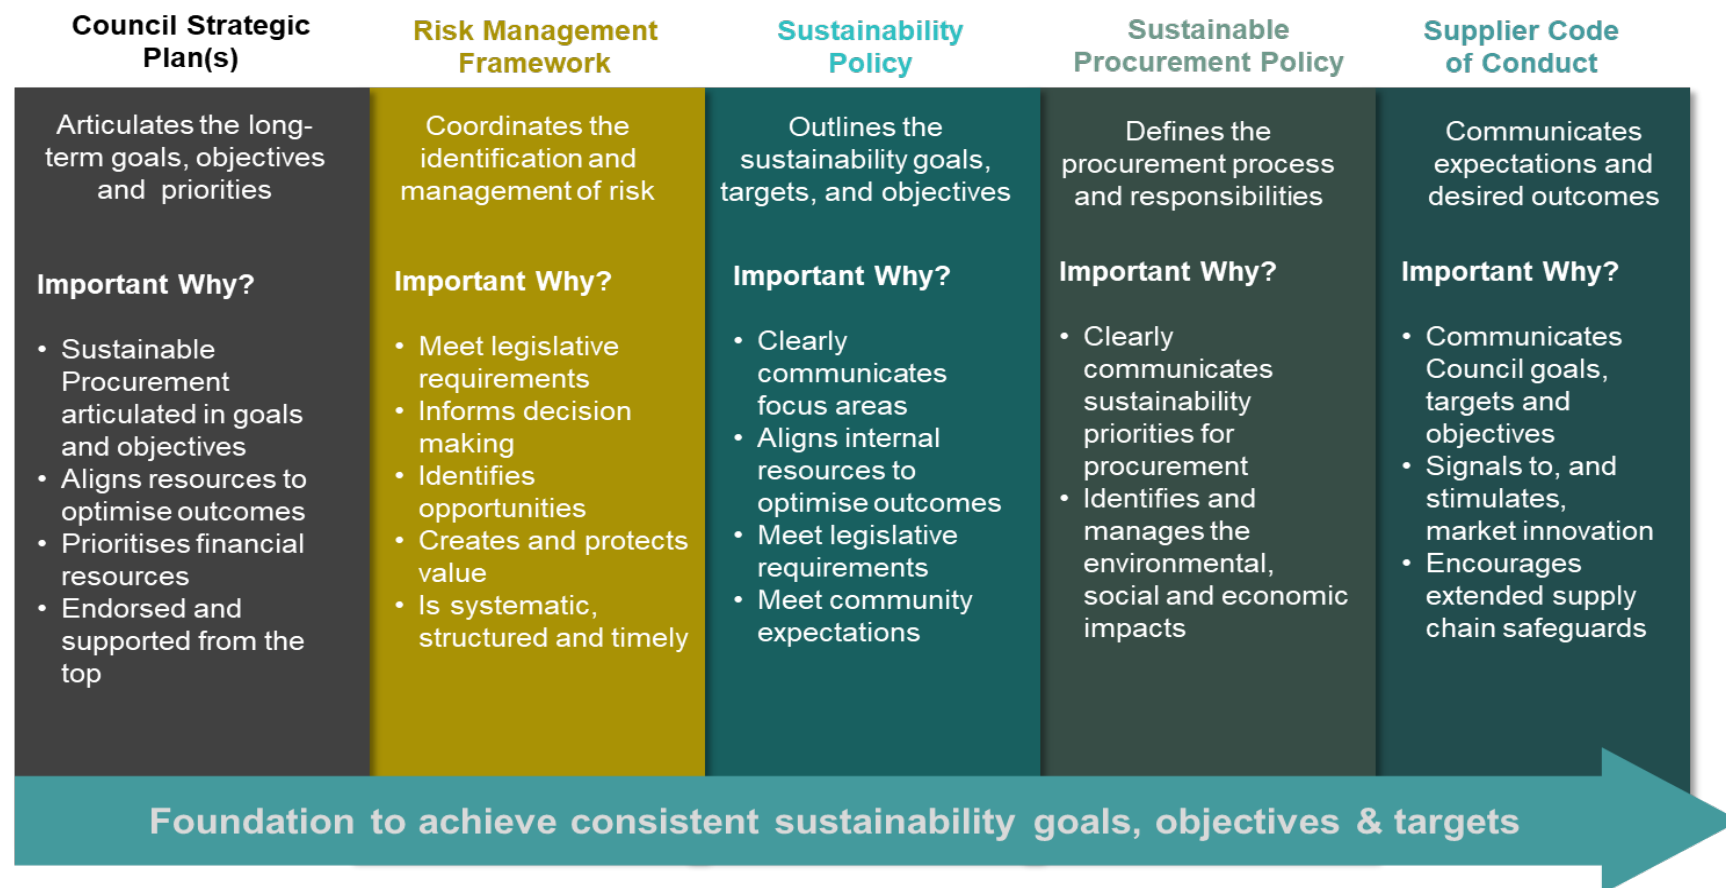 Council Strategic
Plan(s)
Articulates the long-
term goals, objectives
and priorities
Important Why?
• Sustainable
Procurement
articulated in goals
and objectives
• Aligns resources to
optimise outcomes
• Prioritises financial
resources
• Endorsed and
supported from the
top
Risk Management
Framework
Coordinates the
identification and
management of risk
Important Why?
• Meet legislative
requirements
• Informs decision
making
• Identifies
opportunities
• Creates and protects
value
• Is systematic,
structured and timely
Sustainability
Policy
Outlines the
sustainability goals,
targets, and objectives
Important Why?
• Clearly
communicates
focus areas
• Aligns internal
resources to
optimise outcomes
• Meet legislative
requirements
• Meet community
expectations
Sustainable
Procurement Policy
Defines the
procurement process
and responsibilities
Important Why?
• Clearly
communicates
sustainability
priorities for
procurement
• Identifies and
manages the
environmental,
social and economic
impacts
Supplier Code
of Conduct
Communicates
expectations and
desired outcomes
Important Why?
• Communicates
Council goals,
targets and
objectives
• Signals to, and
stimulates,
market innovation
• Encourages
extended supply
chain safeguards
Foundation to achieve consistent sustainability goals, objectives & targets